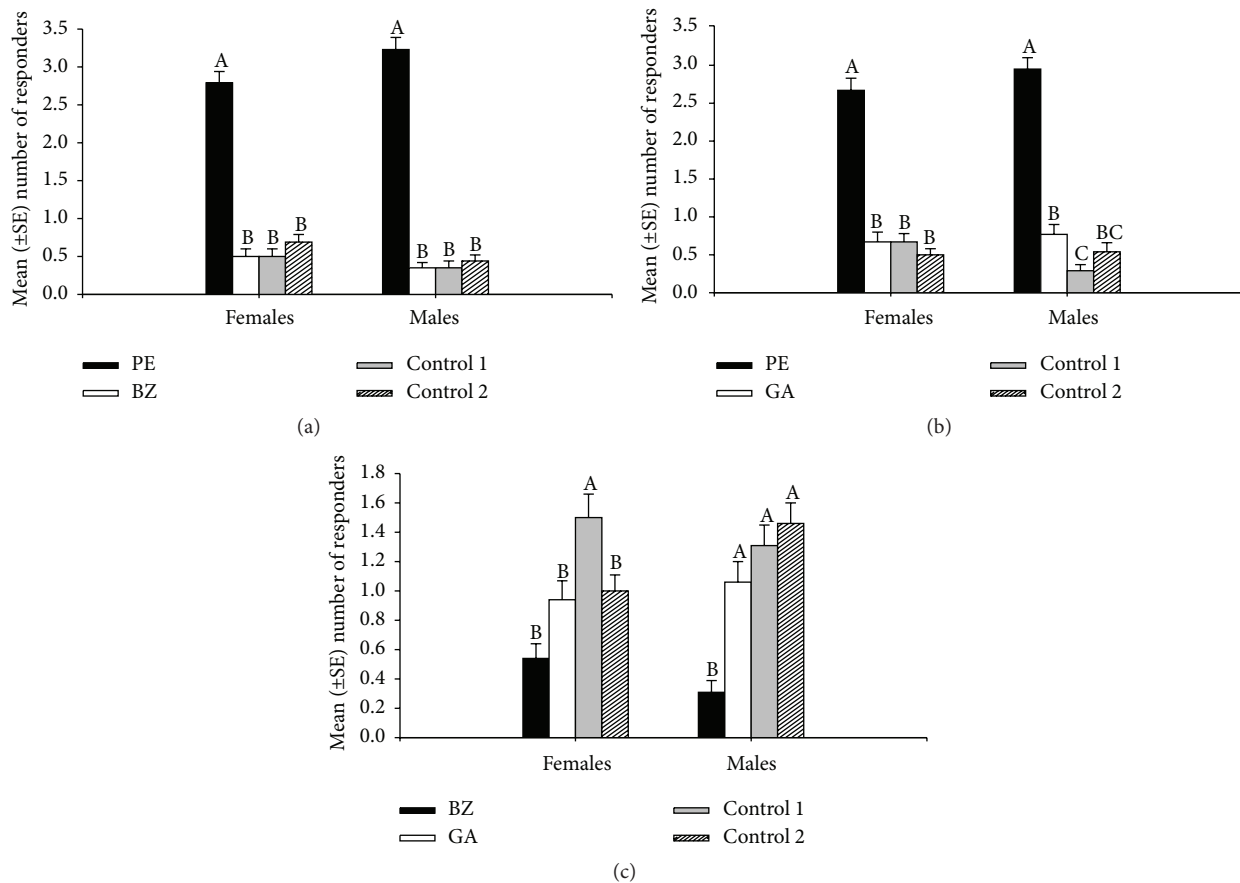 Mean (±SE) number of responders
3.5
3.0
2.5
2.0
1.5
1.0
0.5
0.0
A
B
B
B
A
B
B
B
Females
Males
PE
Control 1
BZ
Control 2
(a)
Mean (±SE) number of responders
3.5
3.0
2.5
2.0
1.5
1.0
0.5
0.0
A
B
B
B
A
B
C
BC
Females
Males
PE
Control 1
GA
Control 2
(b)
Mean (±SE) number of responders
1.8
1.6
1.4
1.2
1.0
0.8
0.6
0.4
0.2
0.0
B
B
A
B
B
A
A
A
Females
Males
BZ
Control 1
GA
Control 2
(c)